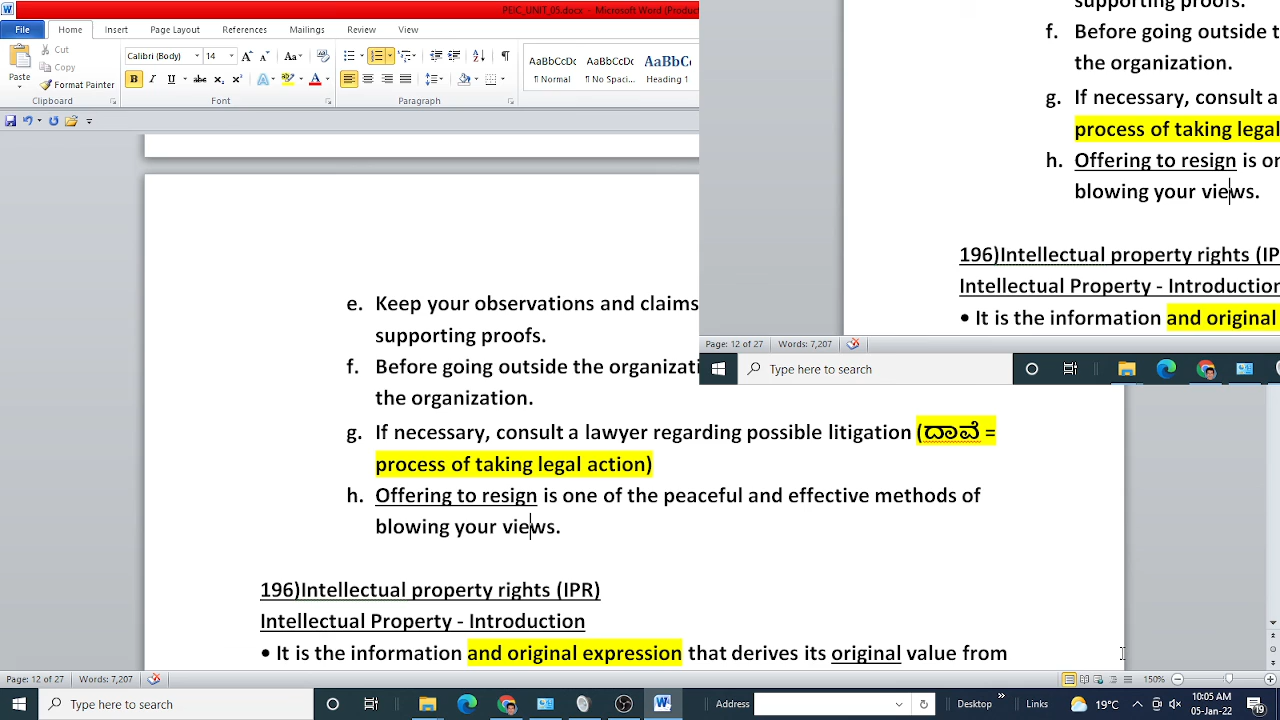 PEIC_UNIT_05.docx - Microsoft Word (Produc
File Home Insert Page Layout References Mailings Review View
Cut
Copy
Format Painter
Paste
Clipboard
Calibri (Body) 14
B I U abc x₂ x²
Font
Paragraph
AaBbCcDc AaBbCcDc AaBbC
¶ Normal ¶ No Spaci... Heading 1
e. Keep your observations and claims
supporting proofs.
f. Before going outside the organizati
the organization.
g. If necessary, consult a lawyer regarding possible litigation (ದಾವೆ =
process of taking legal action)
h. Offering to resign is one of the peaceful and effective methods of
blowing your views.
196)Intellectual property rights (IPR)
Intellectual Property - Introduction
• It is the information and original expression that derives its original value from
supporting proofs.
f. Before going outside t
the organization.
g. If necessary, consult a
process of taking legal
h. Offering to resign is or
blowing your views.
196)Intellectual property rights (IP
Intellectual Property - Introduction
• It is the information and original
Page: 12 of 27 Words: 7,207
Type here to search
Page: 12 of 27 Words: 7,207
150%
Type here to search
Address
Desktop
Links
19°C
10:05 AM
05-Jan-22
19